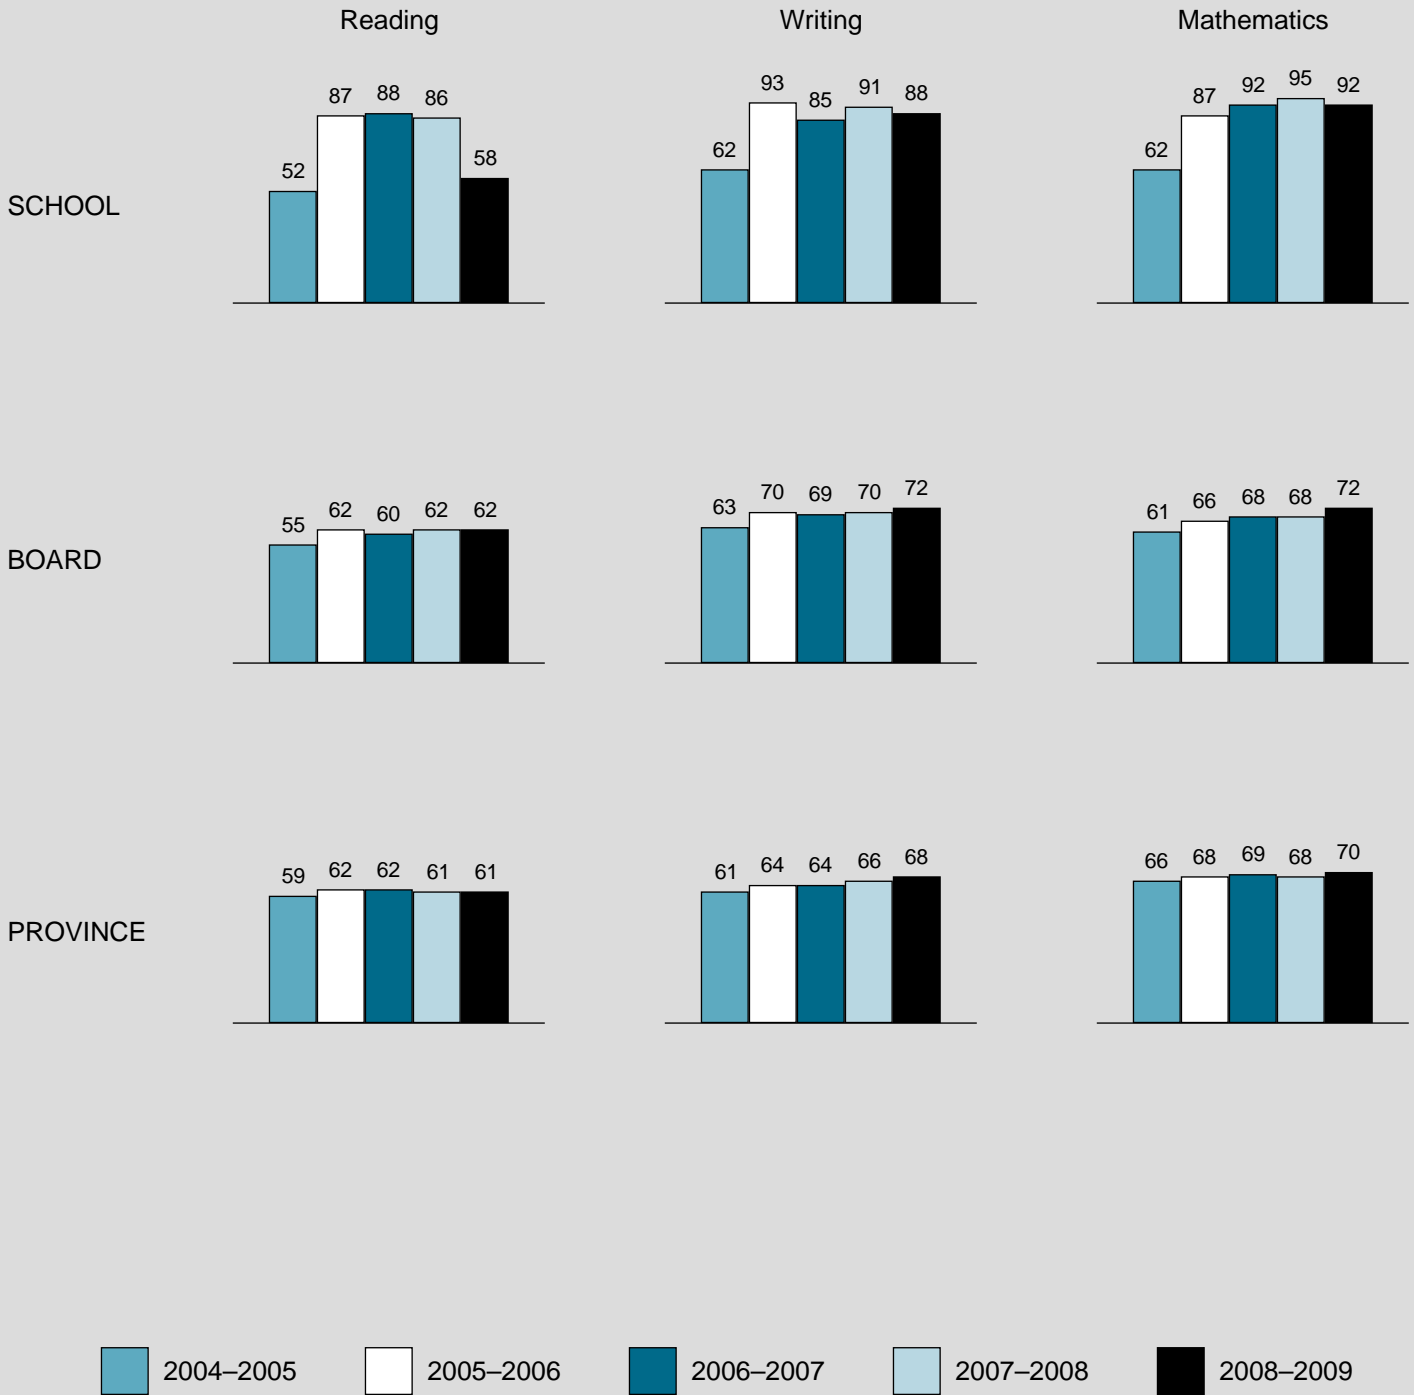 Reading Writing Mathematics
SCHOOL
52 87 88 86 58
62 93 85 91 88
62 87 92 95 92
BOARD
55 62 60 62 62
63 70 69 70 72
61 66 68 68 72
PROVINCE
59 62 62 61 61
61 64 64 66 68
66 68 69 68 70
2004–2005 2005–2006 2006–2007 2007–2008 2008–2009